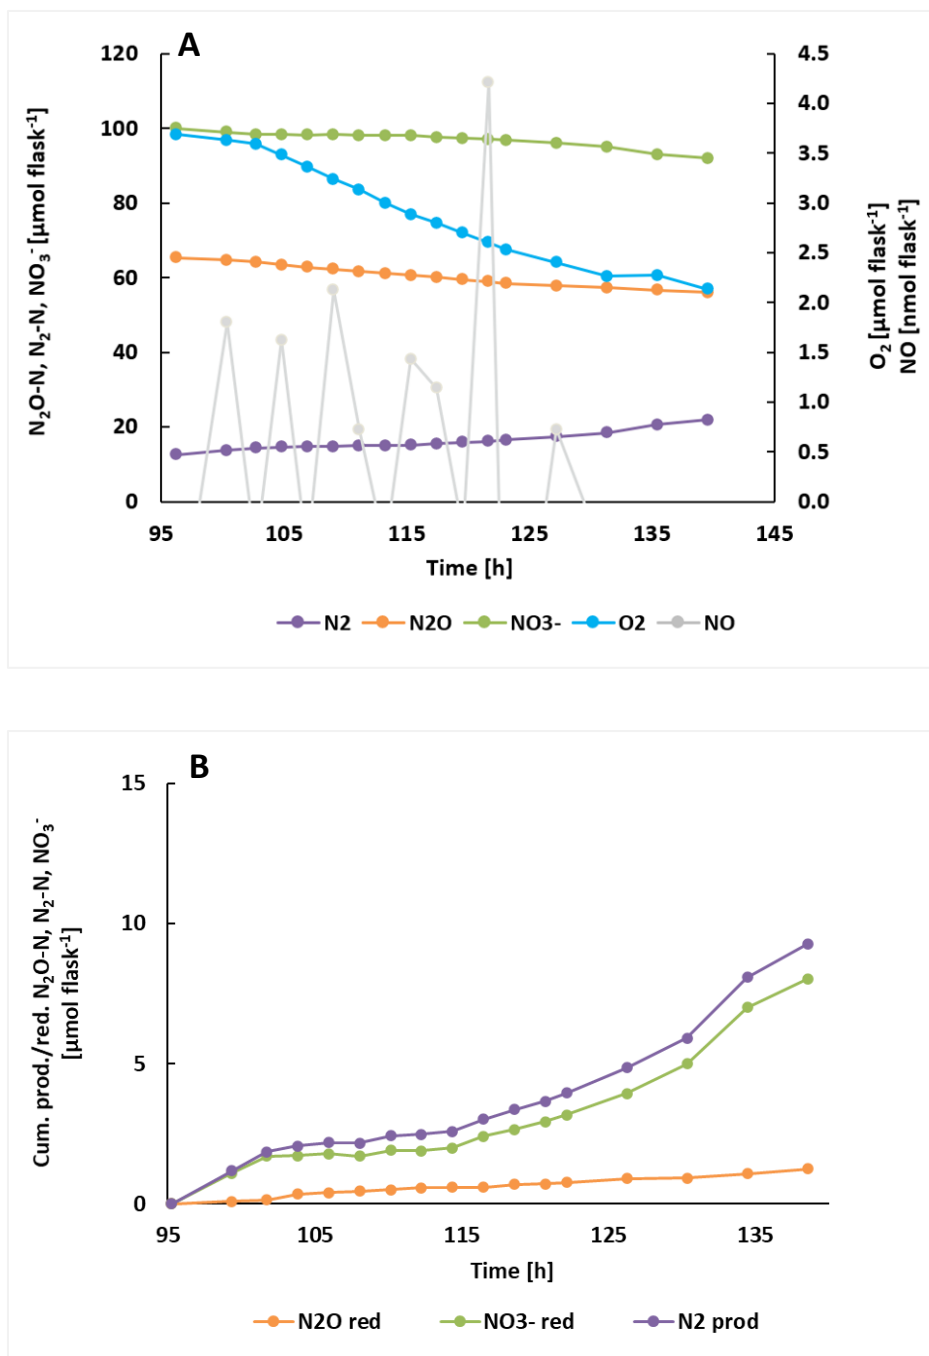 A
N₂O-N, N₂-N, NO₃⁻ [µmol flask⁻¹]
120
100
80
60
40
20
0
4.5
4.0
3.5
3.0
2.5
2.0
1.5
1.0
0.5
0.0
O₂ [µmol flask⁻¹]
NO [nmol flask⁻¹]
95 105 115 125 135 145
Time [h]
N2 N2O NO3- O2 NO
B
Cum. prod./red. N₂O-N, N₂-N, NO₃⁻
[µmol flask⁻¹]
15
10
5
0
95 105 115 125 135
Time [h]
N2O red NO3- red N2 prod